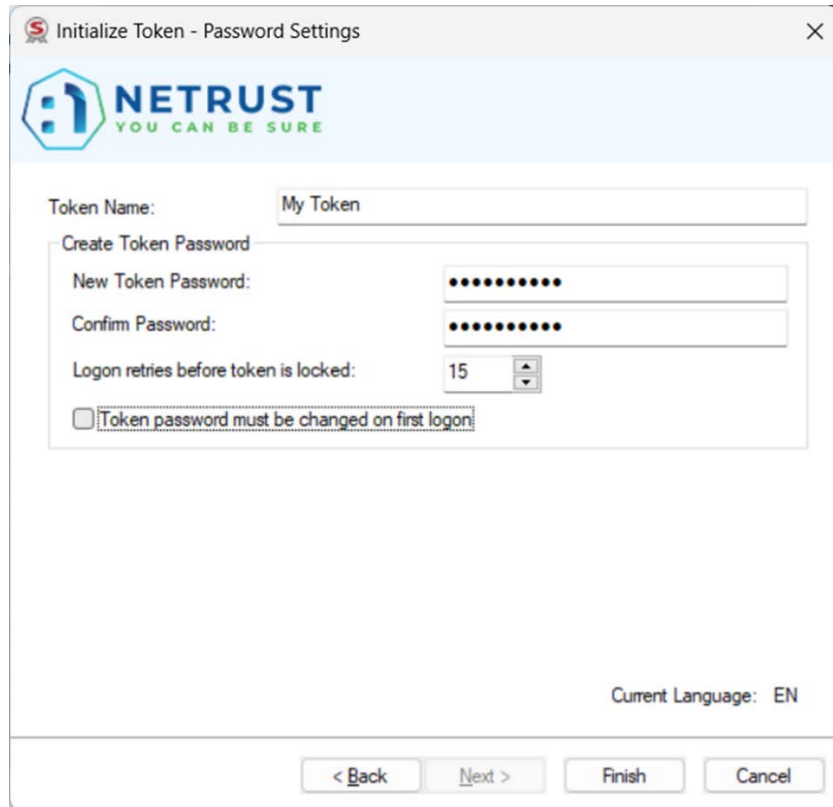 Initialize Token - Password Settings
NETRUST
YOU CAN BE SURE
Token Name: My Token
Create Token Password
New Token Password: ••••••••••
Confirm Password: ••••••••••
Logon retries before token is locked: 15
Token password must be changed on first logon
Current Language: EN
< Back Next > Finish Cancel